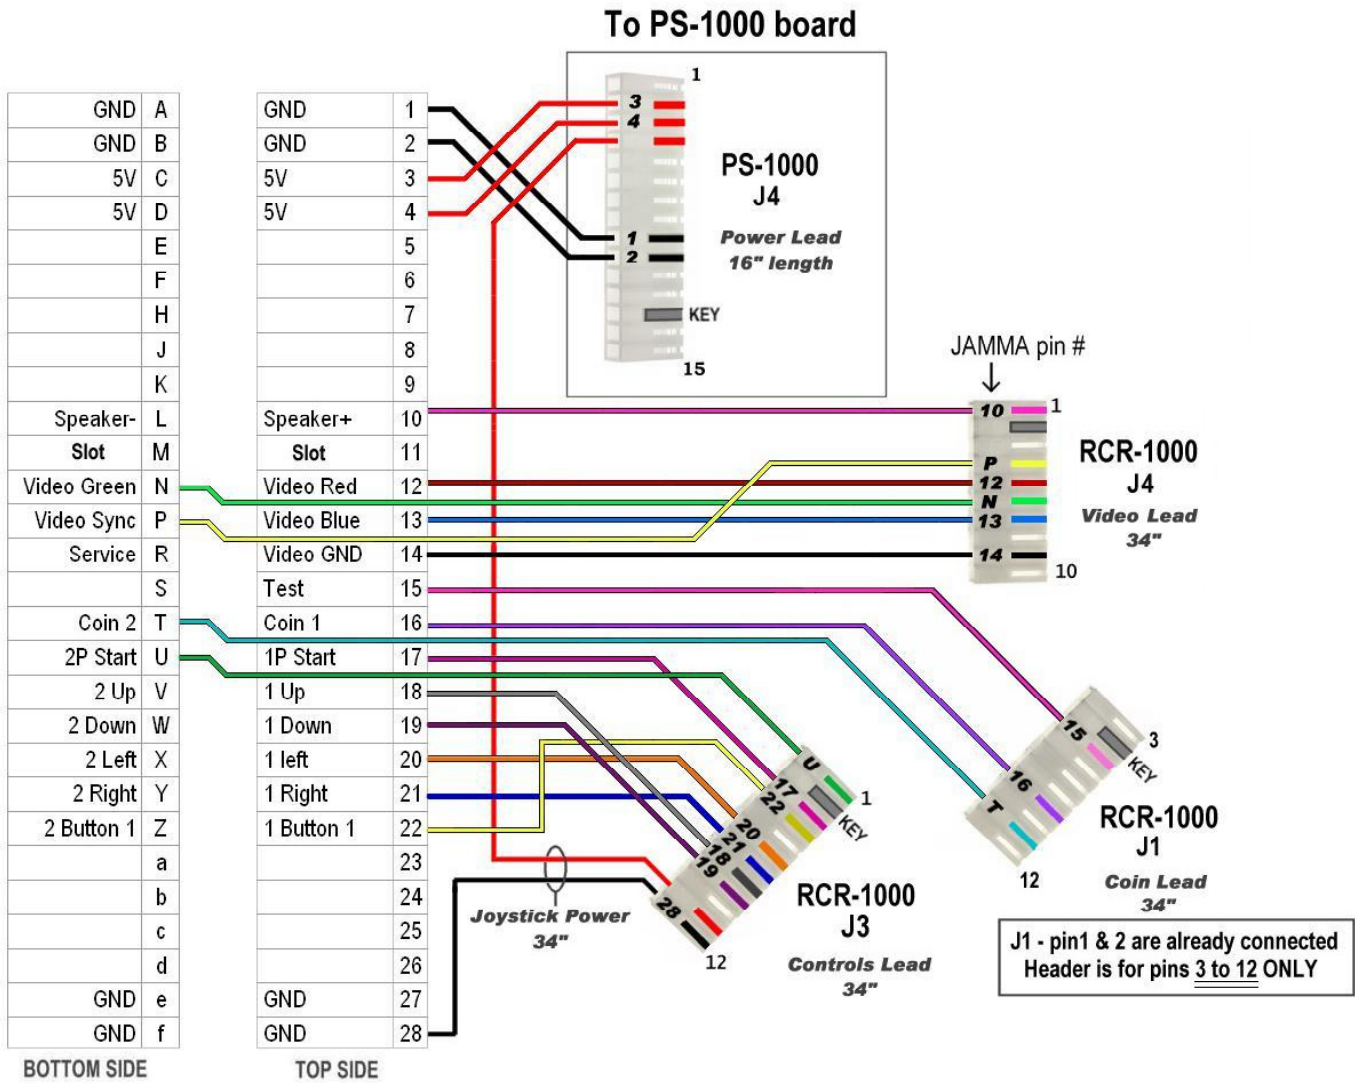 To PS-1000 board
1
3
4
1
2
KEY
15
PS-1000
J4
Power Lead
16" length
GND A GND 1
GND B GND 2
5V C 5V 3
5V D 5V 4
E 5
F 6
H 7
J 8
K 9
Speaker- L Speaker+ 10
Slot M Slot 11
Video Green N Video Red 12
Video Sync P Video Blue 13
Service R Video GND 14
S Test 15
Coin 2 T Coin 1 16
2P Start U 1P Start 17
2 Up V 1 Up 18
2 Down W 1 Down 19
2 Left X 1 left 20
2 Right Y 1 Right 21
2 Button 1 Z 1 Button 1 22
a 23
b 24
c 25
d 26
GND e GND 27
GND f GND 28
BOTTOM SIDE TOP SIDE
JAMMA pin #
10 1
P
12
N
13
14
10
RCR-1000
J4
Video Lead
34"
15
16
T
3
KEY
12
RCR-1000
J1
Coin Lead
34"
U
17
22
20
21
18
19
28
1
KEY
12
RCR-1000
J3
Controls Lead
34"
Joystick Power
34"
J1 - pin1 & 2 are already connected
Header is for pins 3 to 12 ONLY